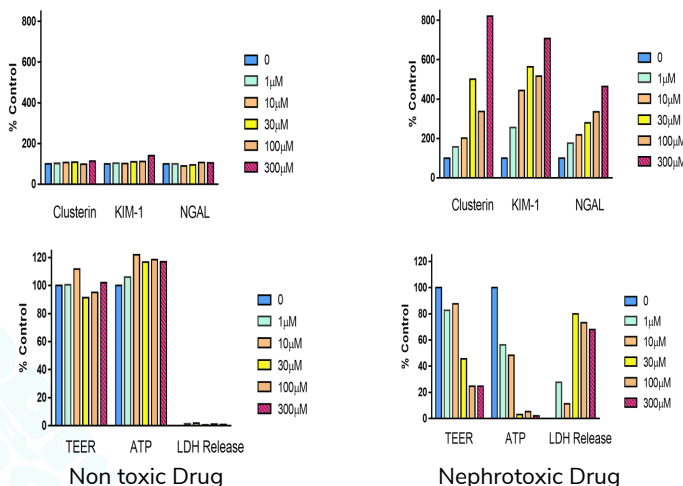 % Control
800
600
400
200
0
Clusterin KIM-1 NGAL
0
1μM
10μM
30μM
100μM
300μM
% Control
800
600
400
200
0
Clusterin KIM-1 NGAL
0
1μM
10μM
30μM
100μM
300μM
% Control
120
100
80
60
40
20
0
TEER ATP LDH Release
0
1μM
10μM
30μM
100μM
300μM
% Control
120
100
80
60
40
20
0
TEER ATP LDH Release
0
1μM
10μM
30μM
100μM
300μM
Non toxic Drug
Nephrotoxic Drug